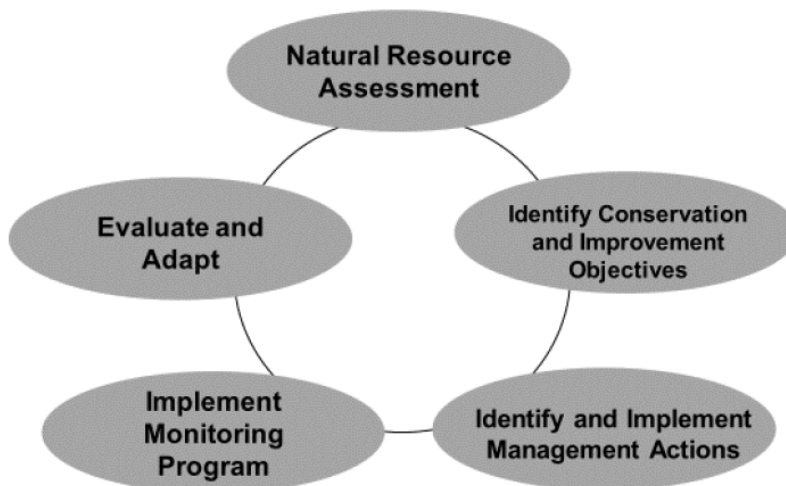 Natural Resource
Assessment
Identify Conservation
and Improvement
Objectives
Identify and Implement
Management Actions
Implement
Monitoring
Program
Evaluate and
Adapt